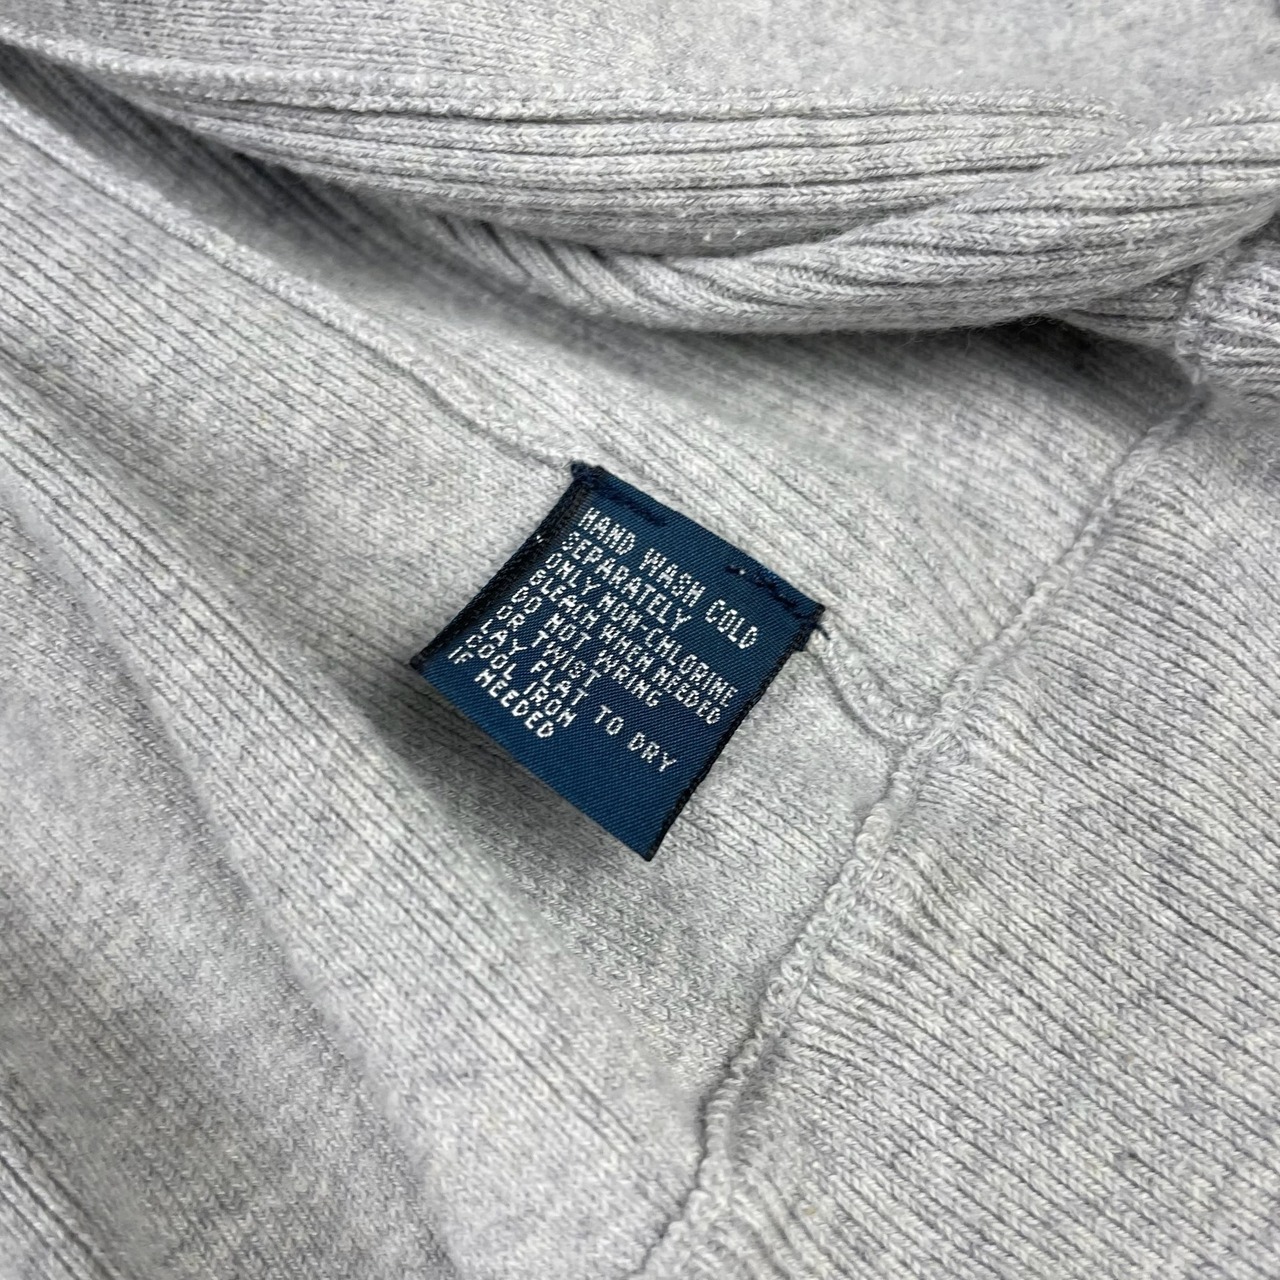 HAND WASH COLD
SEPARATELY
ONLY NON-CHLORINE
BLEACH WHEN NEEDED
DO NOT WRING
OR TWIST
LAY FLAT TO DRY
COOL IRON
IF NEEDED